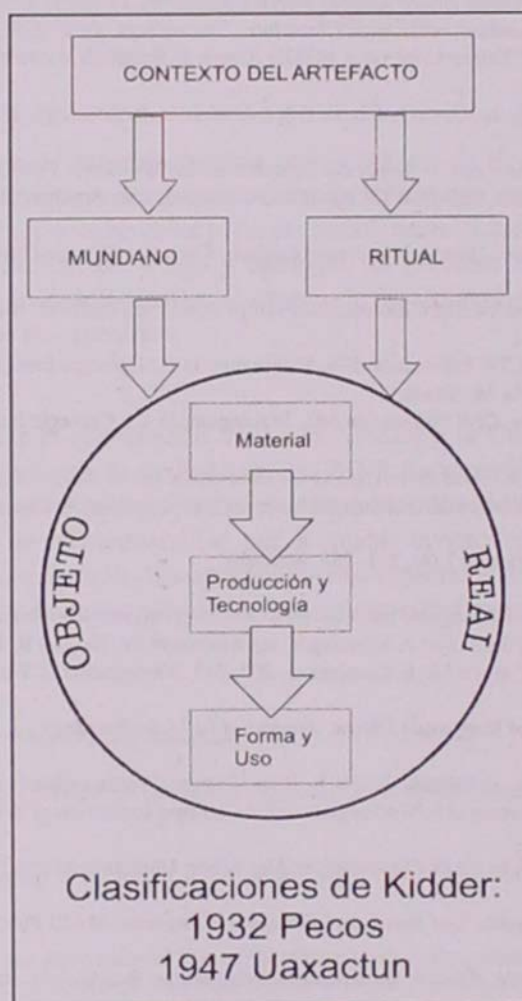 CONTEXTO DEL ARTEFACTO
MUNDANO
RITUAL
OBJETO
REAL
Material
Producción y
Tecnología
Forma y
Uso
Clasificaciones de Kidder:
1932 Pecos
1947 Uaxactun